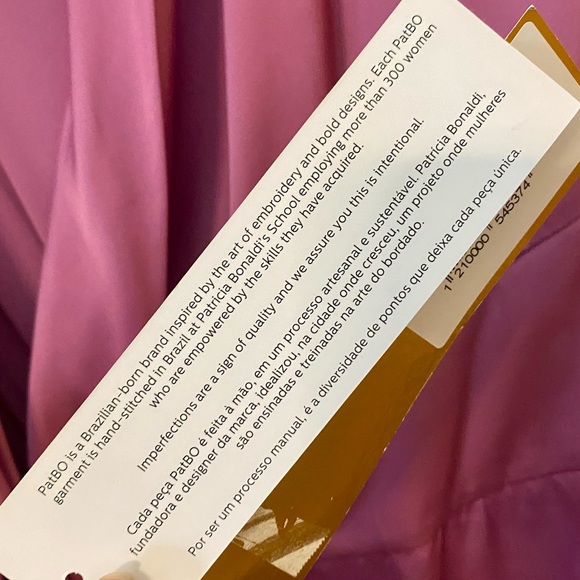 PatBO is a Brazilian-born brand inspired by the art of embroidery and bold designs. Each PatBO
garment is hand-stitched in Brazil at Patricia Bonaldi's School employing more than 300 women
who are empowered by the skills they have acquired.
Imperfections are a sign of quality and we assure you this is intentional.
Cada peça PatBO é feita à mão, em um processo artesanal e sustentável. Patricia Bonaldi,
fundadora e designer da marca, idealizou, na cidade onde cresceu, um projeto onde mulheres
são ensinadas e treinadas na arte do bordado.
Por ser um processo manual, é a diversidade de pontos que deixa cada peça única.
210000 545374